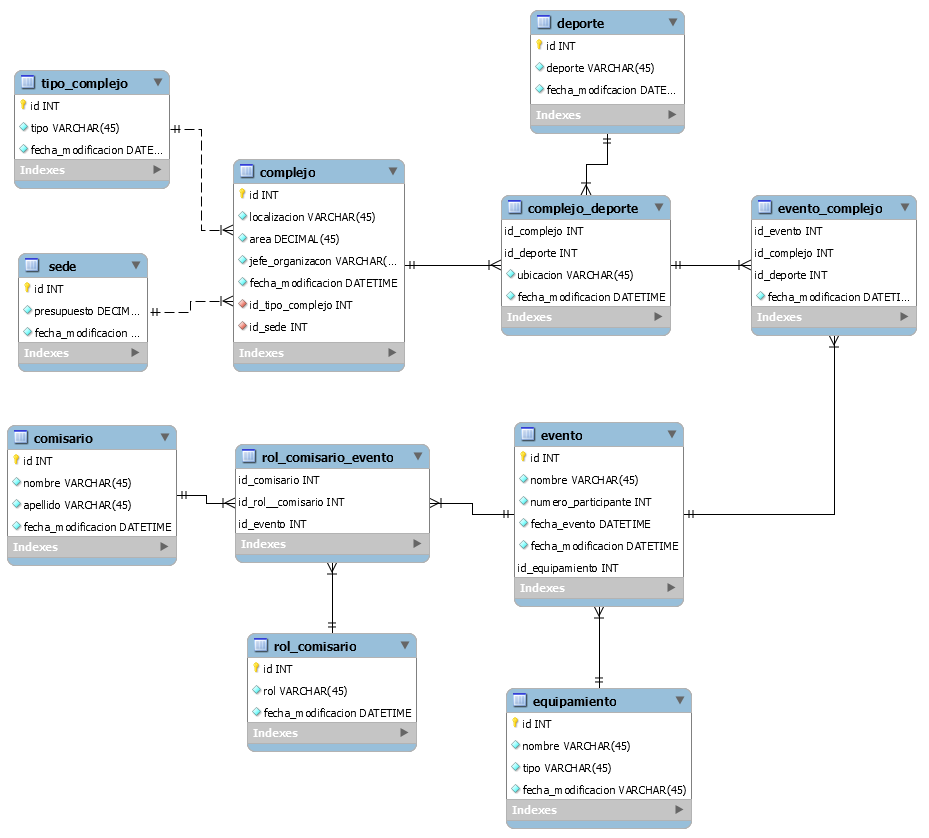 deporte
id INT
deporte VARCHAR(45)
fecha_modifcacion DATE...
Indexes
tipo_complejo
id INT
tipo VARCHAR(45)
fecha_modificacion DATE...
Indexes
complejo
id INT
localizacion VARCHAR(45)
area DECIMAL(45)
jefe_organizacon VARCHAR(...
fecha_modificacion DATETIME
id_tipo_complejo INT
id_sede INT
Indexes
complejo_deporte
id_complejo INT
id_deporte INT
ubicacion VARCHAR(45)
fecha_modificacion DATETIME
Indexes
evento_complejo
id_evento INT
id_complejo INT
id_deporte INT
fecha_modificacion DATETI...
Indexes
sede
id INT
presupuesto DECIM...
fecha_modificacion ...
Indexes
comisario
id INT
nombre VARCHAR(45)
apellido VARCHAR(45)
fecha_modificacion DATETIME
Indexes
rol_comisario_evento
id_comisario INT
id_rol__comisario INT
id_evento INT
Indexes
evento
id INT
nombre VARCHAR(45)
numero_participante INT
fecha_evento DATETIME
fecha_modificacion DATETIME
id_equipamiento INT
Indexes
rol_comisario
id INT
rol VARCHAR(45)
fecha_modificacion DATETIME
Indexes
equipamiento
id INT
nombre VARCHAR(45)
tipo VARCHAR(45)
fecha_modificacion VARCHAR(45)
Indexes